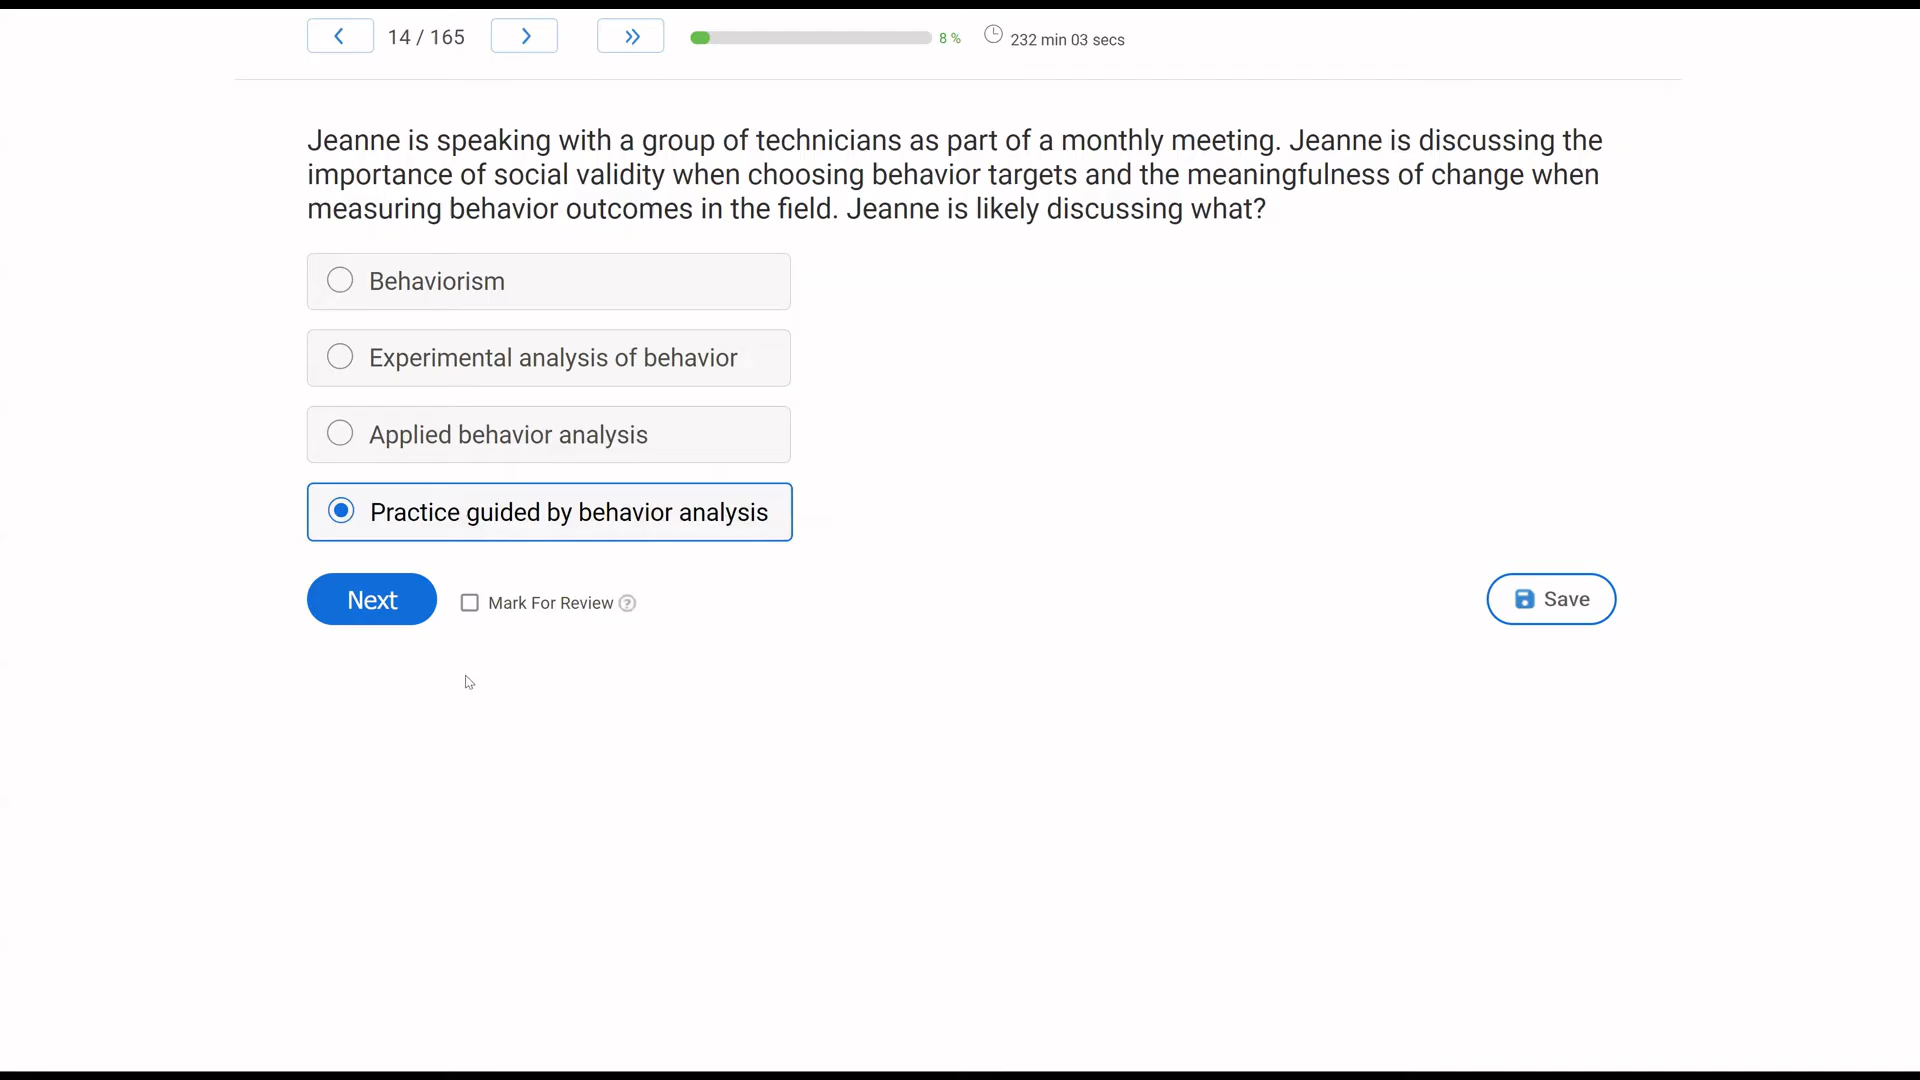 14 / 165
8 %
232 min 03 secs
Jeanne is speaking with a group of technicians as part of a monthly meeting. Jeanne is discussing the
importance of social validity when choosing behavior targets and the meaningfulness of change when
measuring behavior outcomes in the field. Jeanne is likely discussing what?
Behaviorism
Experimental analysis of behavior
Applied behavior analysis
Practice guided by behavior analysis
Next
Mark For Review ?
Save